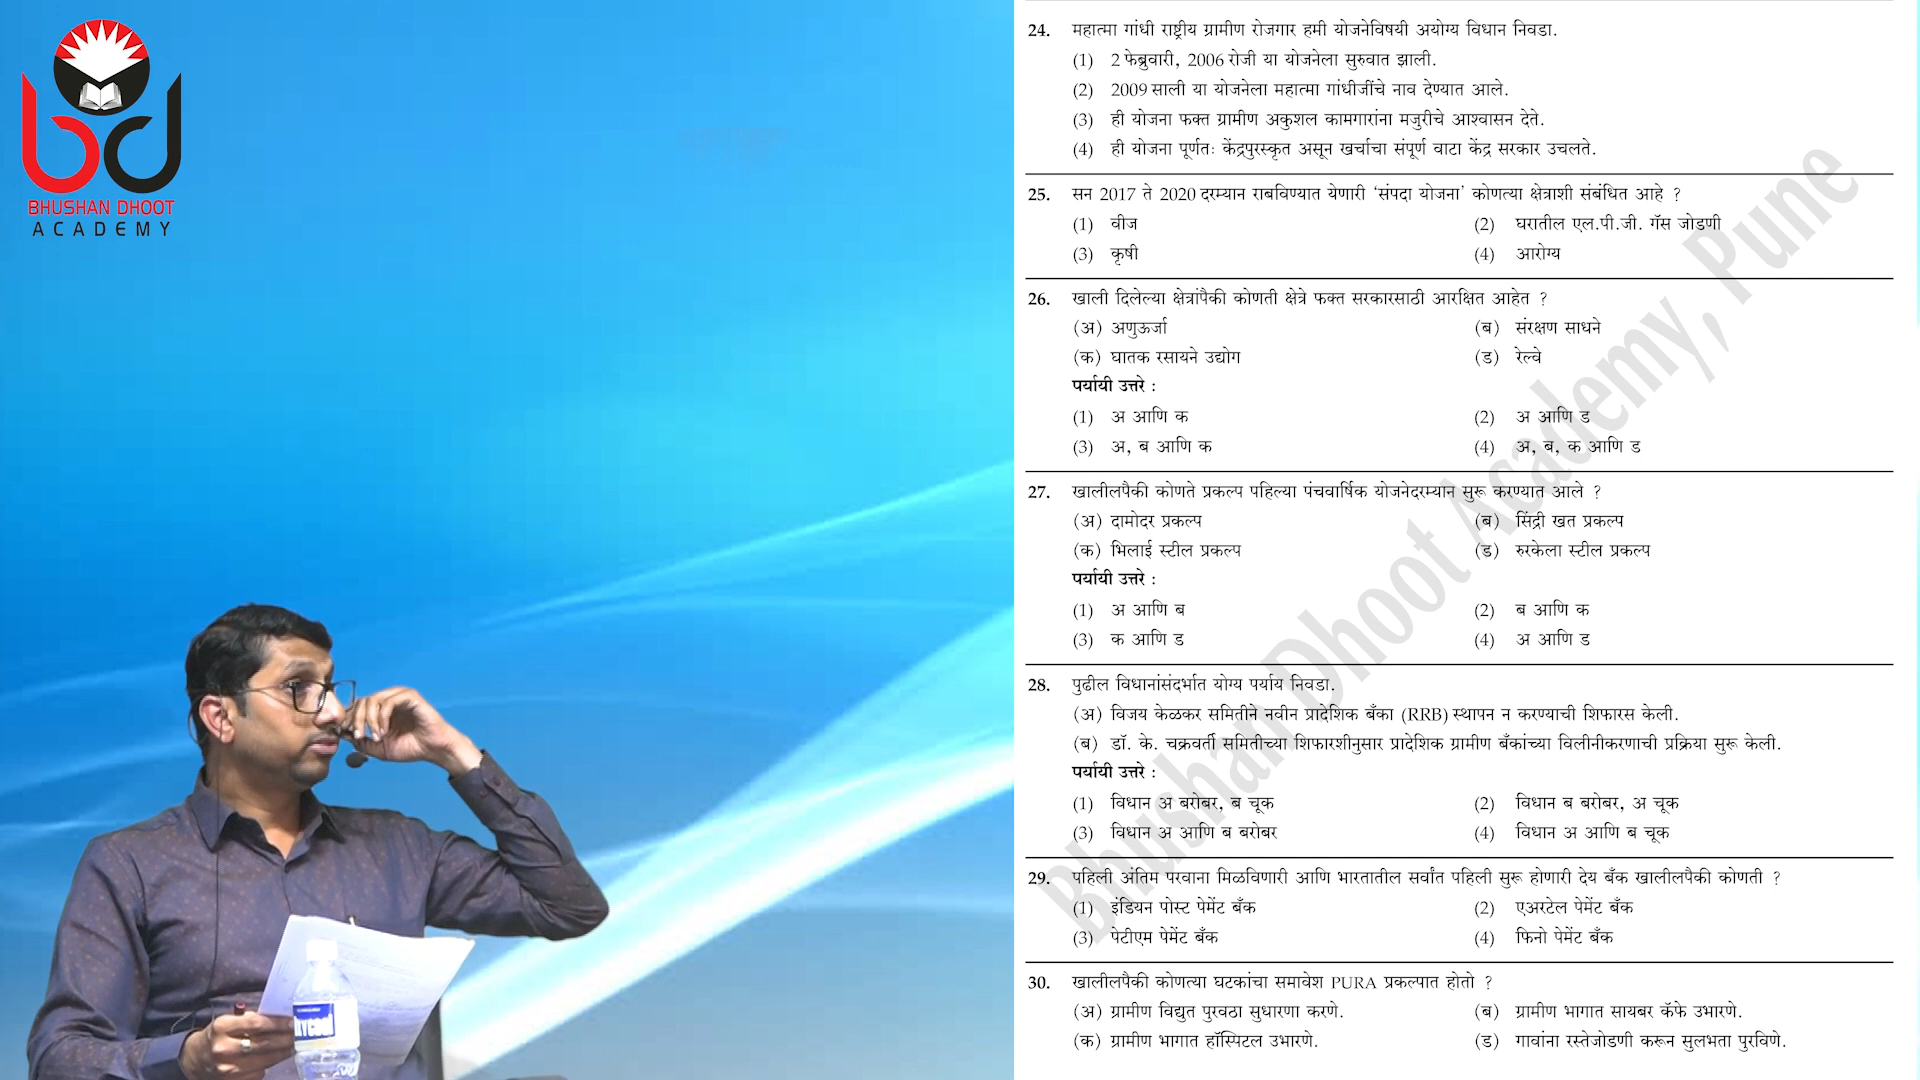 BHUSHAN DHOOT
ACADEMY
24. महात्मा गांधी राष्ट्रीय ग्रामीण रोजगार हमी योजनेविषयी अयोग्य विधान निवडा.
(1) 2 फेब्रुवारी, 2006 रोजी या योजनेला सुरुवात झाली.
(2) 2009 साली या योजनेला महात्मा गांधीजींचे नाव देण्यात आले.
(3) ही योजना फक्त ग्रामीण अकुशल कामगारांना मजुरीचे आश्वासन देते.
(4) ही योजना पूर्णतः केंद्रपुरस्कृत असून खर्चाचा संपूर्ण वाटा केंद्र सरकार उचलते.
25. सन 2017 ते 2020 दरम्यान राबविण्यात येणारी ‘संपदा योजना’ कोणत्या क्षेत्राशी संबंधित आहे ?
(1) वीज (2) घरातील एल.पी.जी. गॅस जोडणी
(3) कृषी (4) आरोग्य
26. खाली दिलेल्या क्षेत्रांपैकी कोणती क्षेत्रे फक्त सरकारसाठी आरक्षित आहेत ?
(अ) अणुऊर्जा (ब) संरक्षण साधने
(क) घातक रसायने उद्योग (ड) रेल्वे
पर्यायी उत्तरे :
(1) अ आणि क (2) अ आणि ड
(3) अ, ब आणि क (4) अ, ब, क आणि ड
27. खालीलपैकी कोणते प्रकल्प पहिल्या पंचवार्षिक योजनेदरम्यान सुरू करण्यात आले ?
(अ) दामोदर प्रकल्प (ब) सिंद्री खत प्रकल्प
(क) भिलाई स्टील प्रकल्प (ड) रुरकेला स्टील प्रकल्प
पर्यायी उत्तरे :
(1) अ आणि ब (2) ब आणि क
(3) क आणि ड (4) अ आणि ड
28. पुढील विधानांसंदर्भात योग्य पर्याय निवडा.
(अ) विजय केळकर समितीने नवीन प्रादेशिक बँका (RRB) स्थापन न करण्याची शिफारस केली.
(ब) डॉ. के. चक्रवर्ती समितीच्या शिफारशीनुसार प्रादेशिक ग्रामीण बँकांच्या विलीनीकरणाची प्रक्रिया सुरू केली.
पर्यायी उत्तरे :
(1) विधान अ बरोबर, ब चूक (2) विधान ब बरोबर, अ चूक
(3) विधान अ आणि ब बरोबर (4) विधान अ आणि ब चूक
29. पहिली अंतिम परवाना मिळविणारी आणि भारतातील सर्वांत पहिली सुरू होणारी देय बँक खालीलपैकी कोणती ?
(1) इंडियन पोस्ट पेमेंट बँक (2) एअरटेल पेमेंट बँक
(3) पेटीएम पेमेंट बँक (4) फिनो पेमेंट बँक
30. खालीलपैकी कोणत्या घटकांचा समावेश PURA प्रकल्पात होतो ?
(अ) ग्रामीण विद्युत पुरवठा सुधारणा करणे. (ब) ग्रामीण भागात सायबर कॅफे उभारणे.
(क) ग्रामीण भागात हॉस्पिटल उभारणे. (ड) गावांना रस्तेजोडणी करून सुलभता पुरविणे.
Bhushan Dhoot Academy, Pune